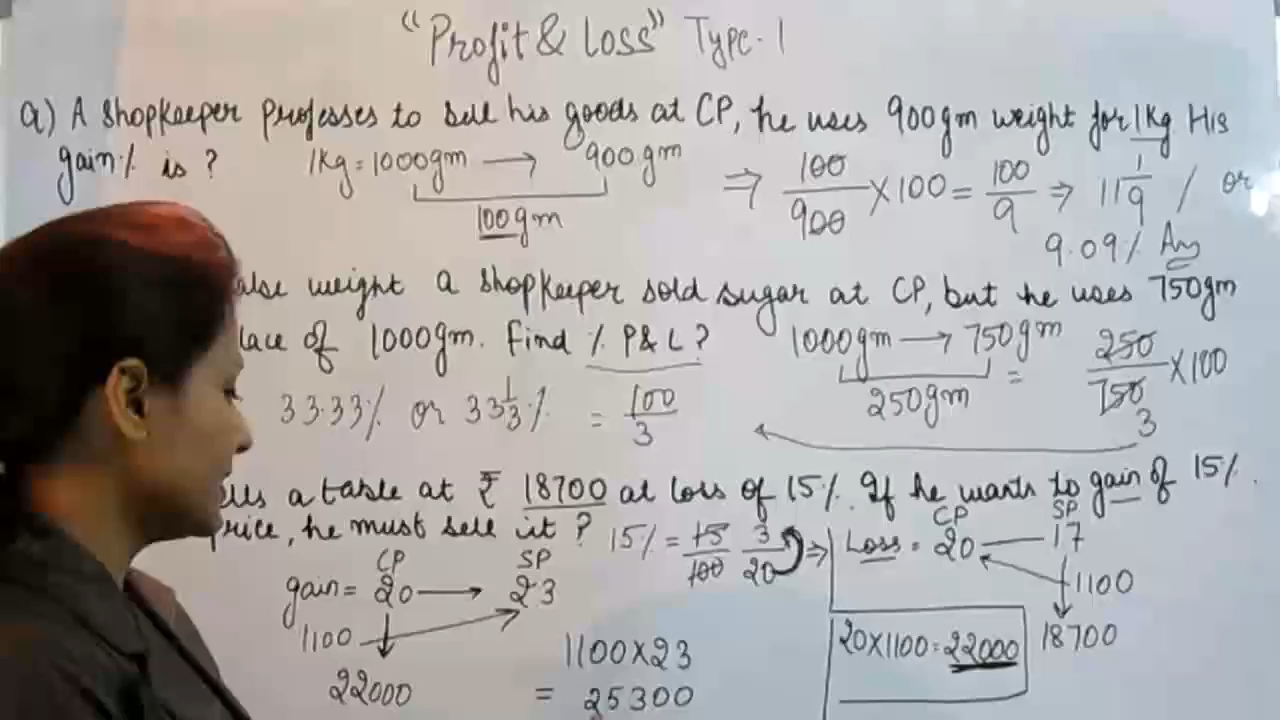 "Profit & Loss" Type-1
Q) A Shopkeeper professes to sell his goods at CP, he uses 900gm weight for 1Kg His
gain % is ? 1Kg = 1000gm → 900gm
100gm
⇒ 100/900 × 100 = 100/9 ⇒ 11 1/9 % or
9.09% Ans
alse weight a shopkeeper sold sugar at CP, but he uses 750gm
lace of 1000gm. Find % P & L ? 1000gm → 750gm
250gm
= 250/750 × 100
3
33.33% or 33 1/3 % = 100/3
lls a table at ₹ 18700 at loss of 15%. If he wants to gain of 15%.
rice, he must sell it ? 15% = 15/100 3/20 ⇒
CP SP
Loss = 20 — 17
1100
18700
20×1100 = 22000
CP SP
gain = 20 → 23
1100
22000
1100×23
= 25300